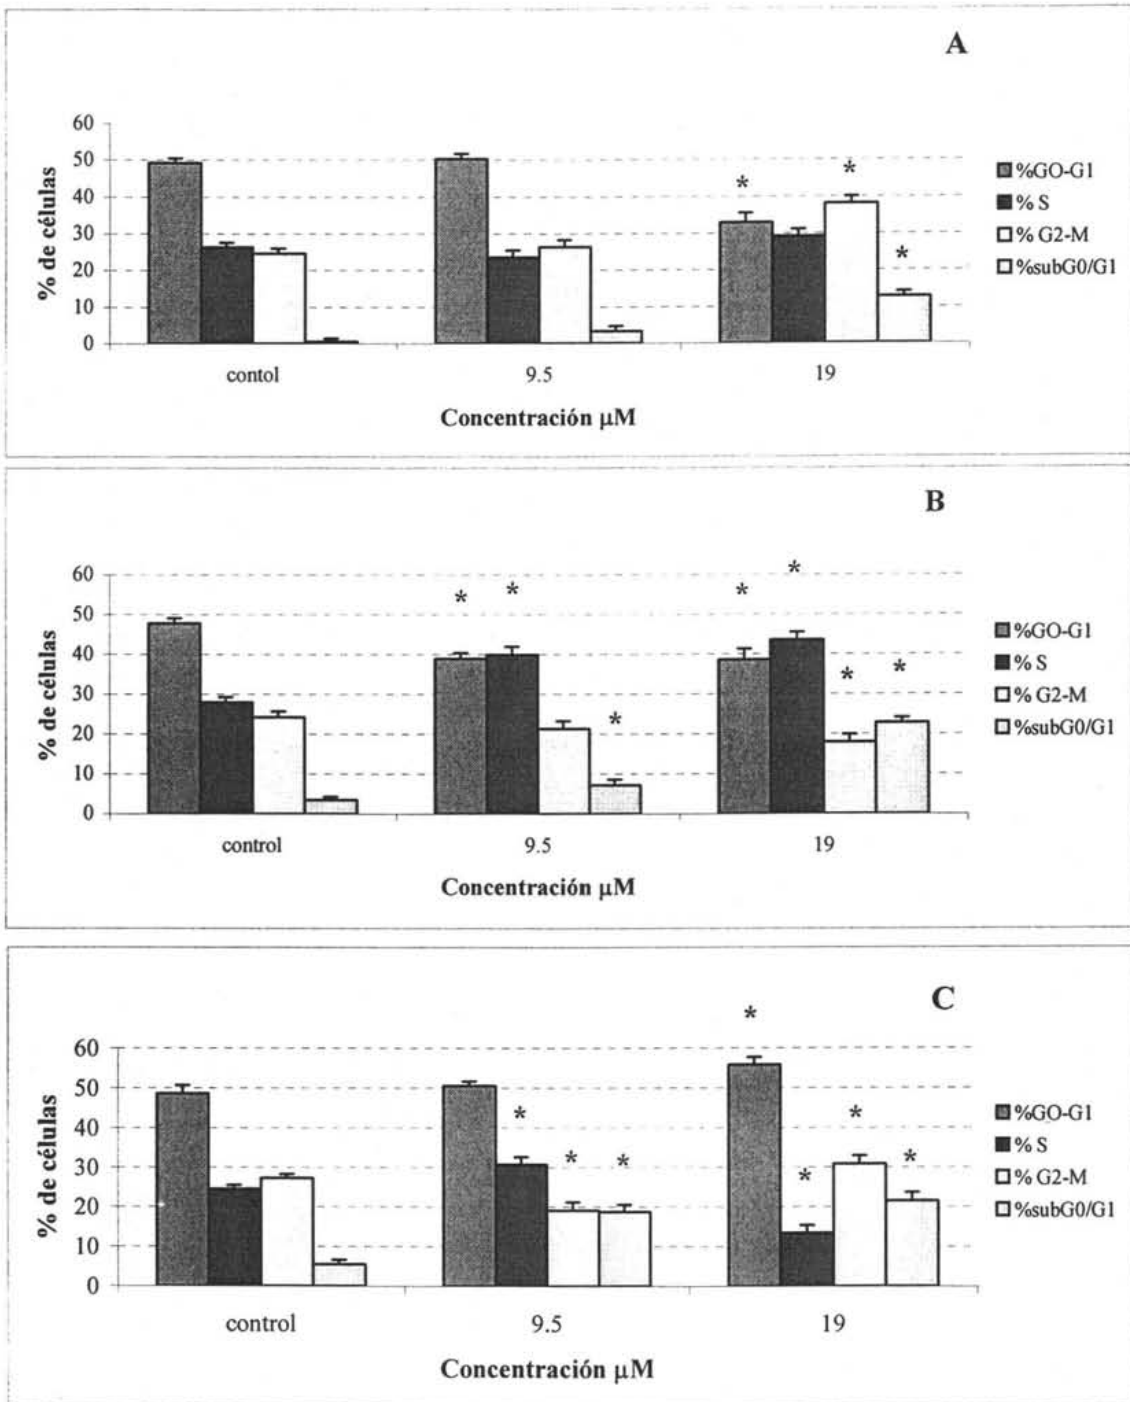 A
60
50
40
30
20
10
0
% de células
* * *
contol 9.5 19
Concentración μM
%GO-G1
% S
% G2-M
%subG0/G1
B
60
50
40
30
20
10
0
% de células
* * * * * * *
control 9.5 19
Concentración μM
%GO-G1
% S
% G2-M
%subG0/G1
C
60
50
40
30
20
10
0
% de células
* * * * * * *
control 9.5 19
Concentración μM
%GO-G1
% S
% G2-M
%subG0/G1